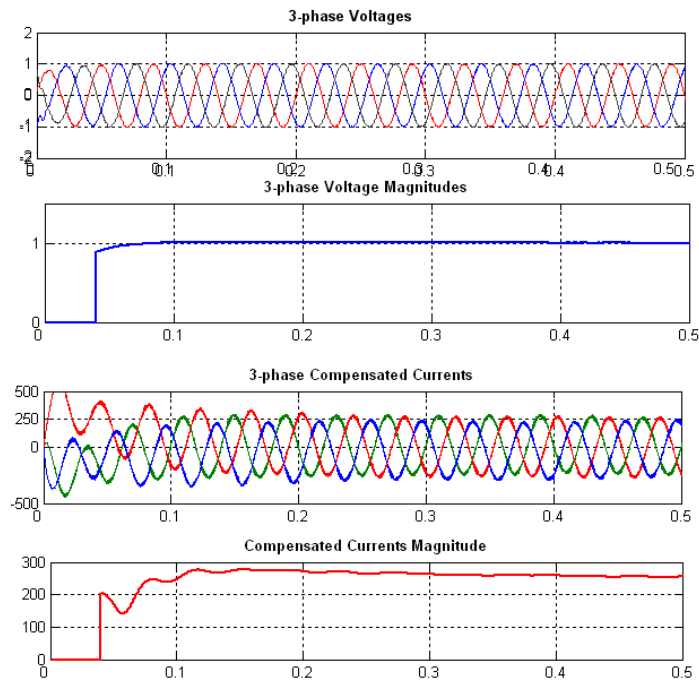 3-phase Voltages
2
1
0
-1
-2
0 0.1 0.2 0.3 0.4 0.5
3-phase Voltage Magnitudes
1
0
0 0.1 0.2 0.3 0.4 0.5
3-phase Compensated Currents
500
250
0
-500
0 0.1 0.2 0.3 0.4 0.5
Compensated Currents Magnitude
300
200
100
0
0 0.1 0.2 0.3 0.4 0.5